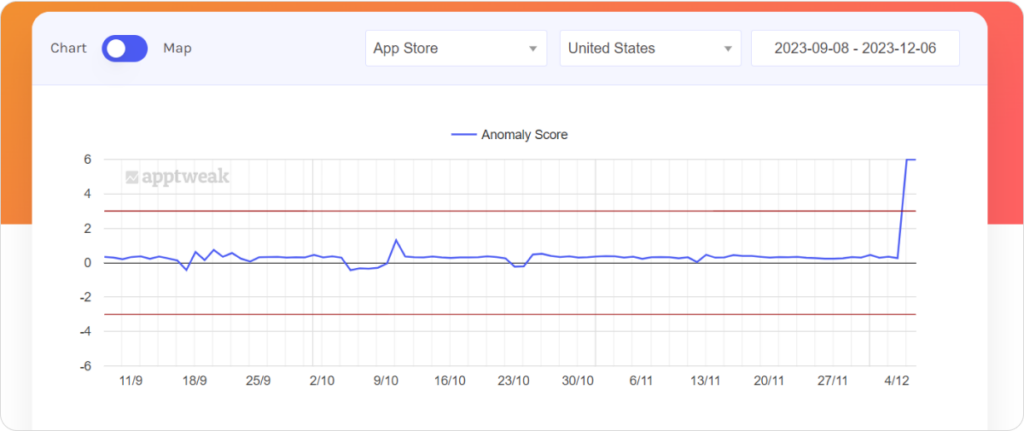 Chart Map App Store United States 2023-09-08 - 2023-12-06
Anomaly Score
apptweak
6
4
2
0
-2
-4
-6
11/9 18/9 25/9 2/10 9/10 16/10 23/10 30/10 6/11 13/11 20/11 27/11 4/12